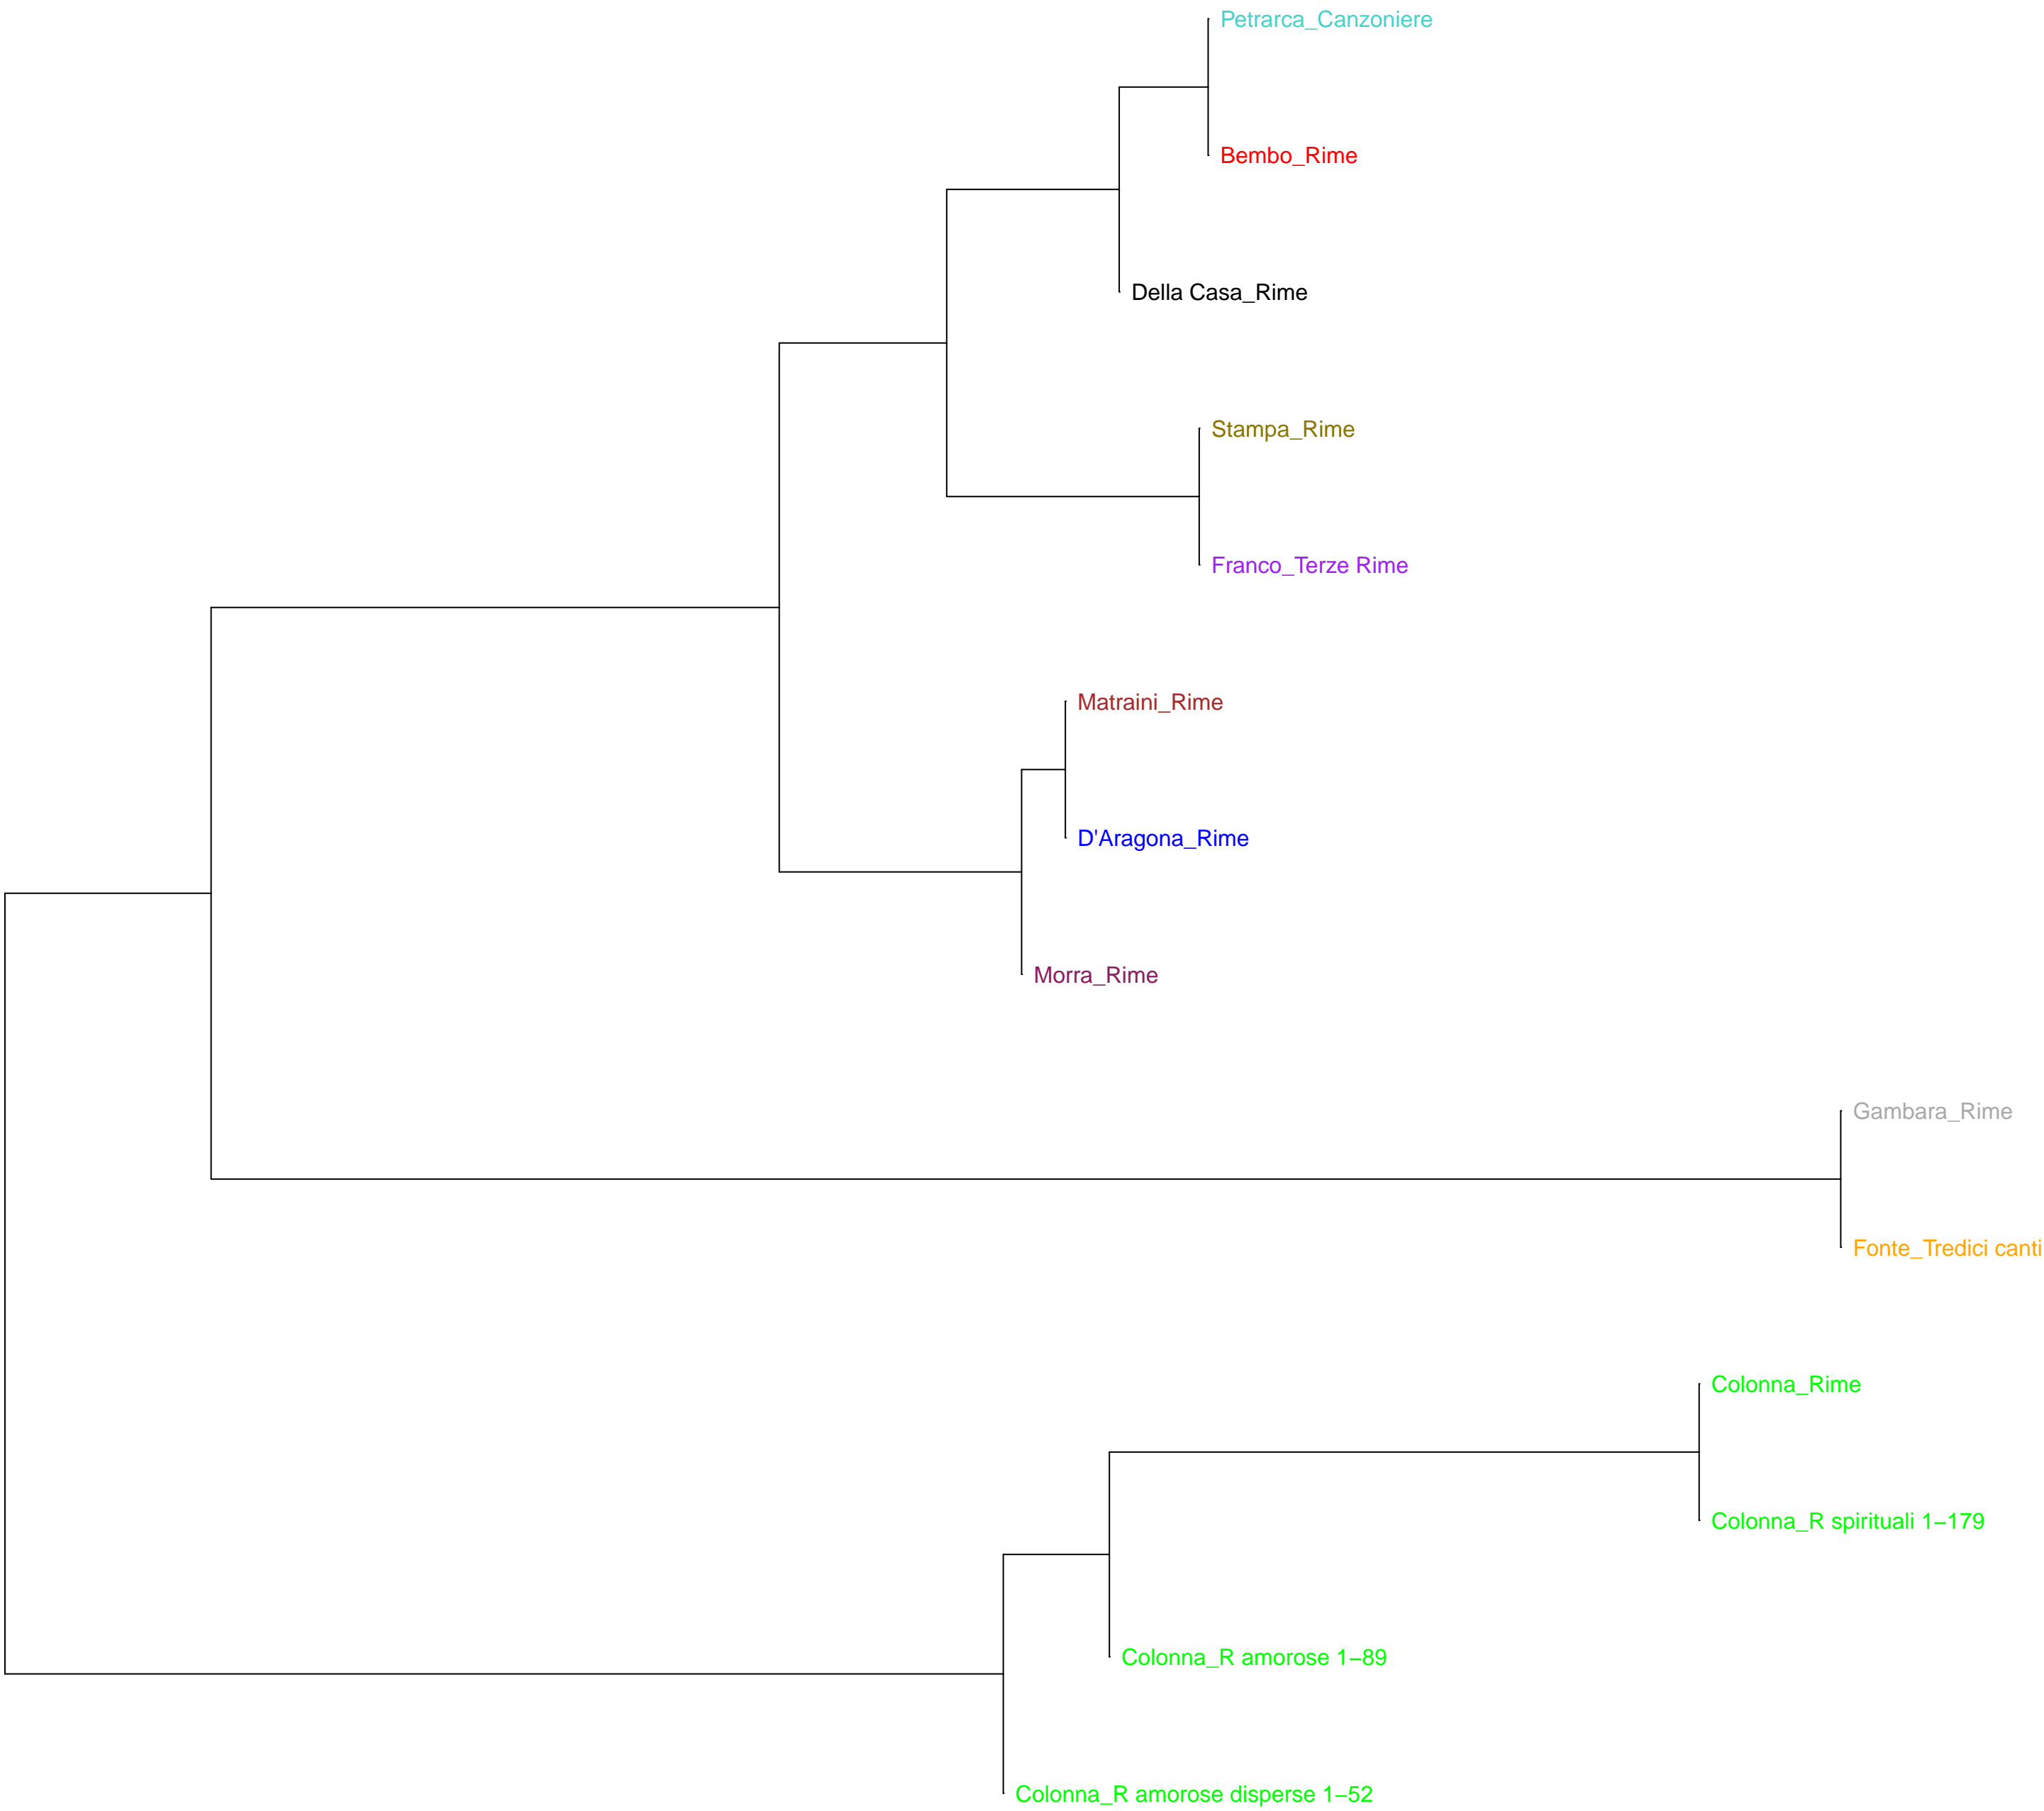 Petrarca_Canzoniere
Bembo_Rime
Della Casa_Rime
Stampa_Rime
Franco_Terze Rime
Matraini_Rime
D'Aragona_Rime
Morra_Rime
Gambara_Rime
Fonte_Tredici canti
Colonna_Rime
Colonna_R spirituali 1−179
Colonna_R amorose 1−89
Colonna_R amorose disperse 1−52